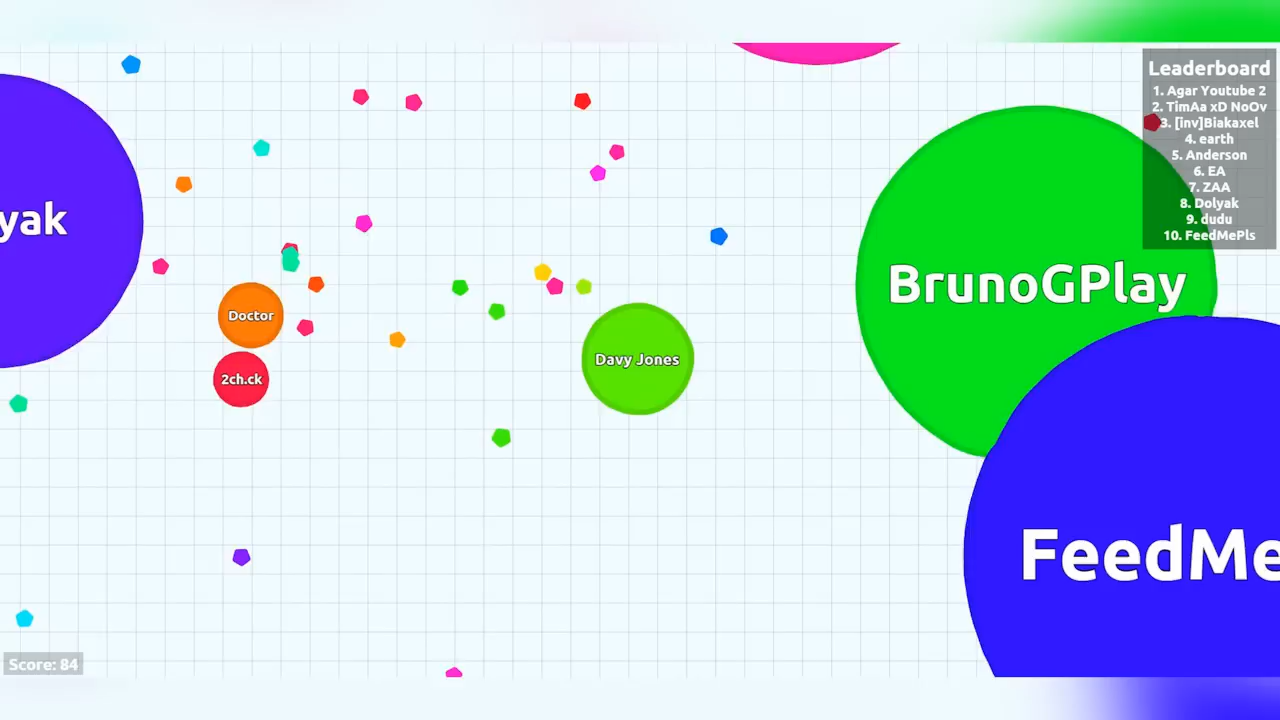 Leaderboard
1. Agar Youtube 2
2. TimAa xD NoOv
3. [inv]Biakaxel
4. earth
5. Anderson
6. EA
7. ZAA
8. Dolyak
9. dudu
10. FeedMePls
yak
BrunoGPlay
Doctor
Davy Jones
2ch.ck
FeedMe
Score: 84